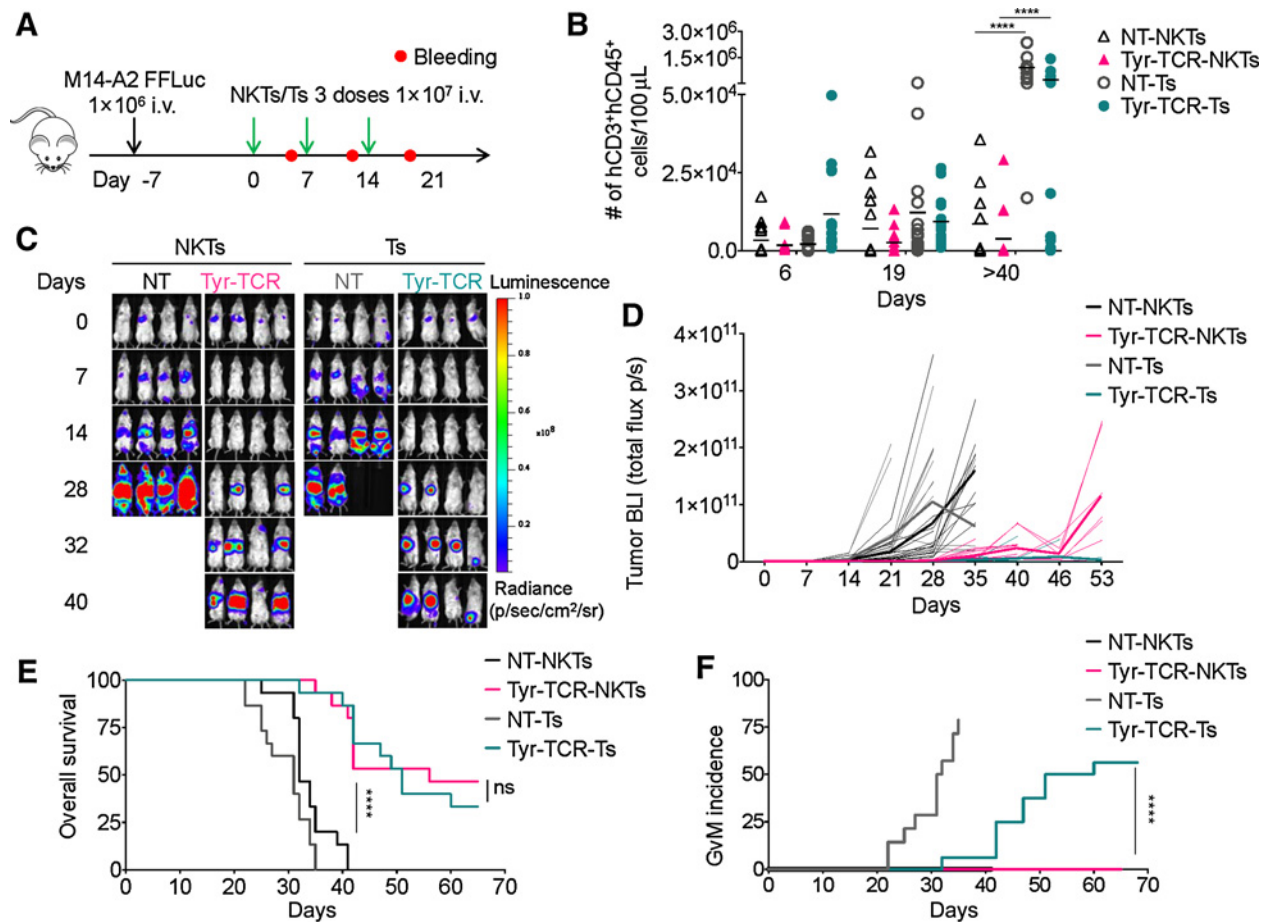 A
Bleeding
M14-A2 FFLuc
1×10⁶ i.v.
NKTs/Ts 3 doses 1×10⁷ i.v.
Day -7 0 7 14 21
B
# of hCD3⁺hCD45⁺
cells/100µL
3.0×10⁶
1.5×10⁶
5.0×10⁴
2.5×10⁴
0.0
****
****
6 19 >40
Days
NT-NKTs
Tyr-TCR-NKTs
NT-Ts
Tyr-TCR-Ts
C
NKTs Ts
Days NT Tyr-TCR NT Tyr-TCR Luminescence
0
7
14
28
32
40
1.0
0.8
0.6
×10⁸
0.4
0.2
Radiance
(p/sec/cm²/sr)
D
Tumor BLI (total flux p/s)
4×10¹¹
3×10¹¹
2×10¹¹
1×10¹¹
0
0 7 14 21 28 35 40 46 53
Days
NT-NKTs
Tyr-TCR-NKTs
NT-Ts
Tyr-TCR-Ts
E
Overall survival
100
75
50
25
0
0 10 20 30 40 50 60 70
Days
NT-NKTs
Tyr-TCR-NKTs
NT-Ts
Tyr-TCR-Ts
****
ns
F
GvM incidence
100
75
50
25
0
0 10 20 30 40 50 60 70
Days
NT-NKTs
Tyr-TCR-NKTs
NT-Ts
Tyr-TCR-Ts
****